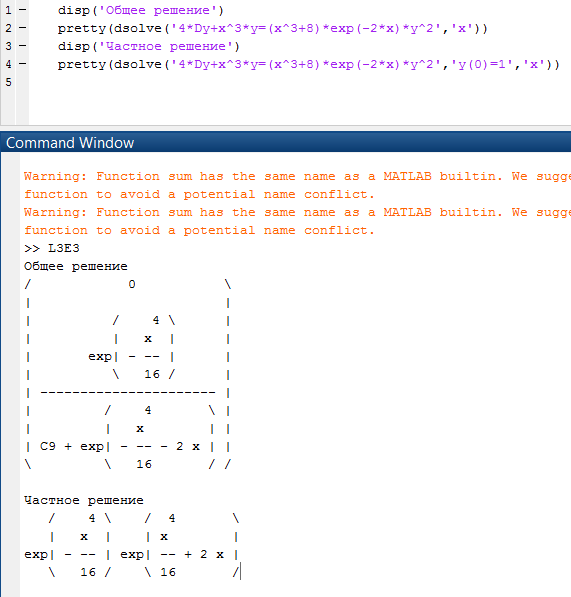 1 — disp('Общее решение')
2 — pretty(dsolve('4*Dy+x^3*y=(x^3+8)*exp(-2*x)*y^2','x'))
3 — disp('Частное решение')
4 — pretty(dsolve('4*Dy+x^3*y=(x^3+8)*exp(-2*x)*y^2','y(0)=1','x'))
5
Command Window
Warning: Function sum has the same name as a MATLAB builtin. We sugge
function to avoid a potential name conflict.
Warning: Function sum has the same name as a MATLAB builtin. We sugge
function to avoid a potential name conflict.
>> L3E3
Общее решение
/             0            \
|                          |
|           /     4 \      |
|           |    x  |      |
|        exp| - --  |      |
|           \    16 /      |
| ----------------------   |
|          /     4       \ |
|          |    x        | |
| C9 + exp| - -- - 2 x | |
\          \    16       / /
Частное решение
   /     4 \    /  4       \
   |    x  |    | x        |
exp| - -- | exp| -- + 2 x |
   \    16 /    \ 16       /